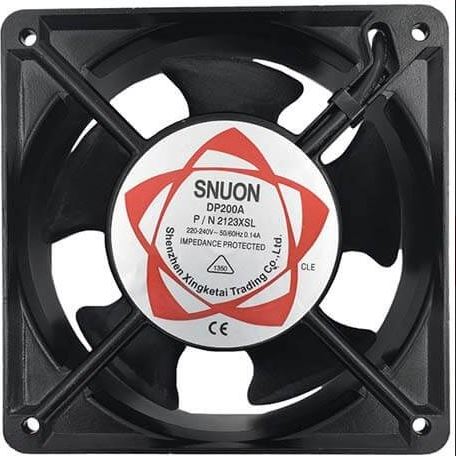 SNUON
DP200A
P / N 2123XSL
220-240V~ 50/60Hz 0.14A
IMPEDANCE PROTECTED
1350
CLE
Shenzhen Xingketai Trading Co.,Ltd.
CE